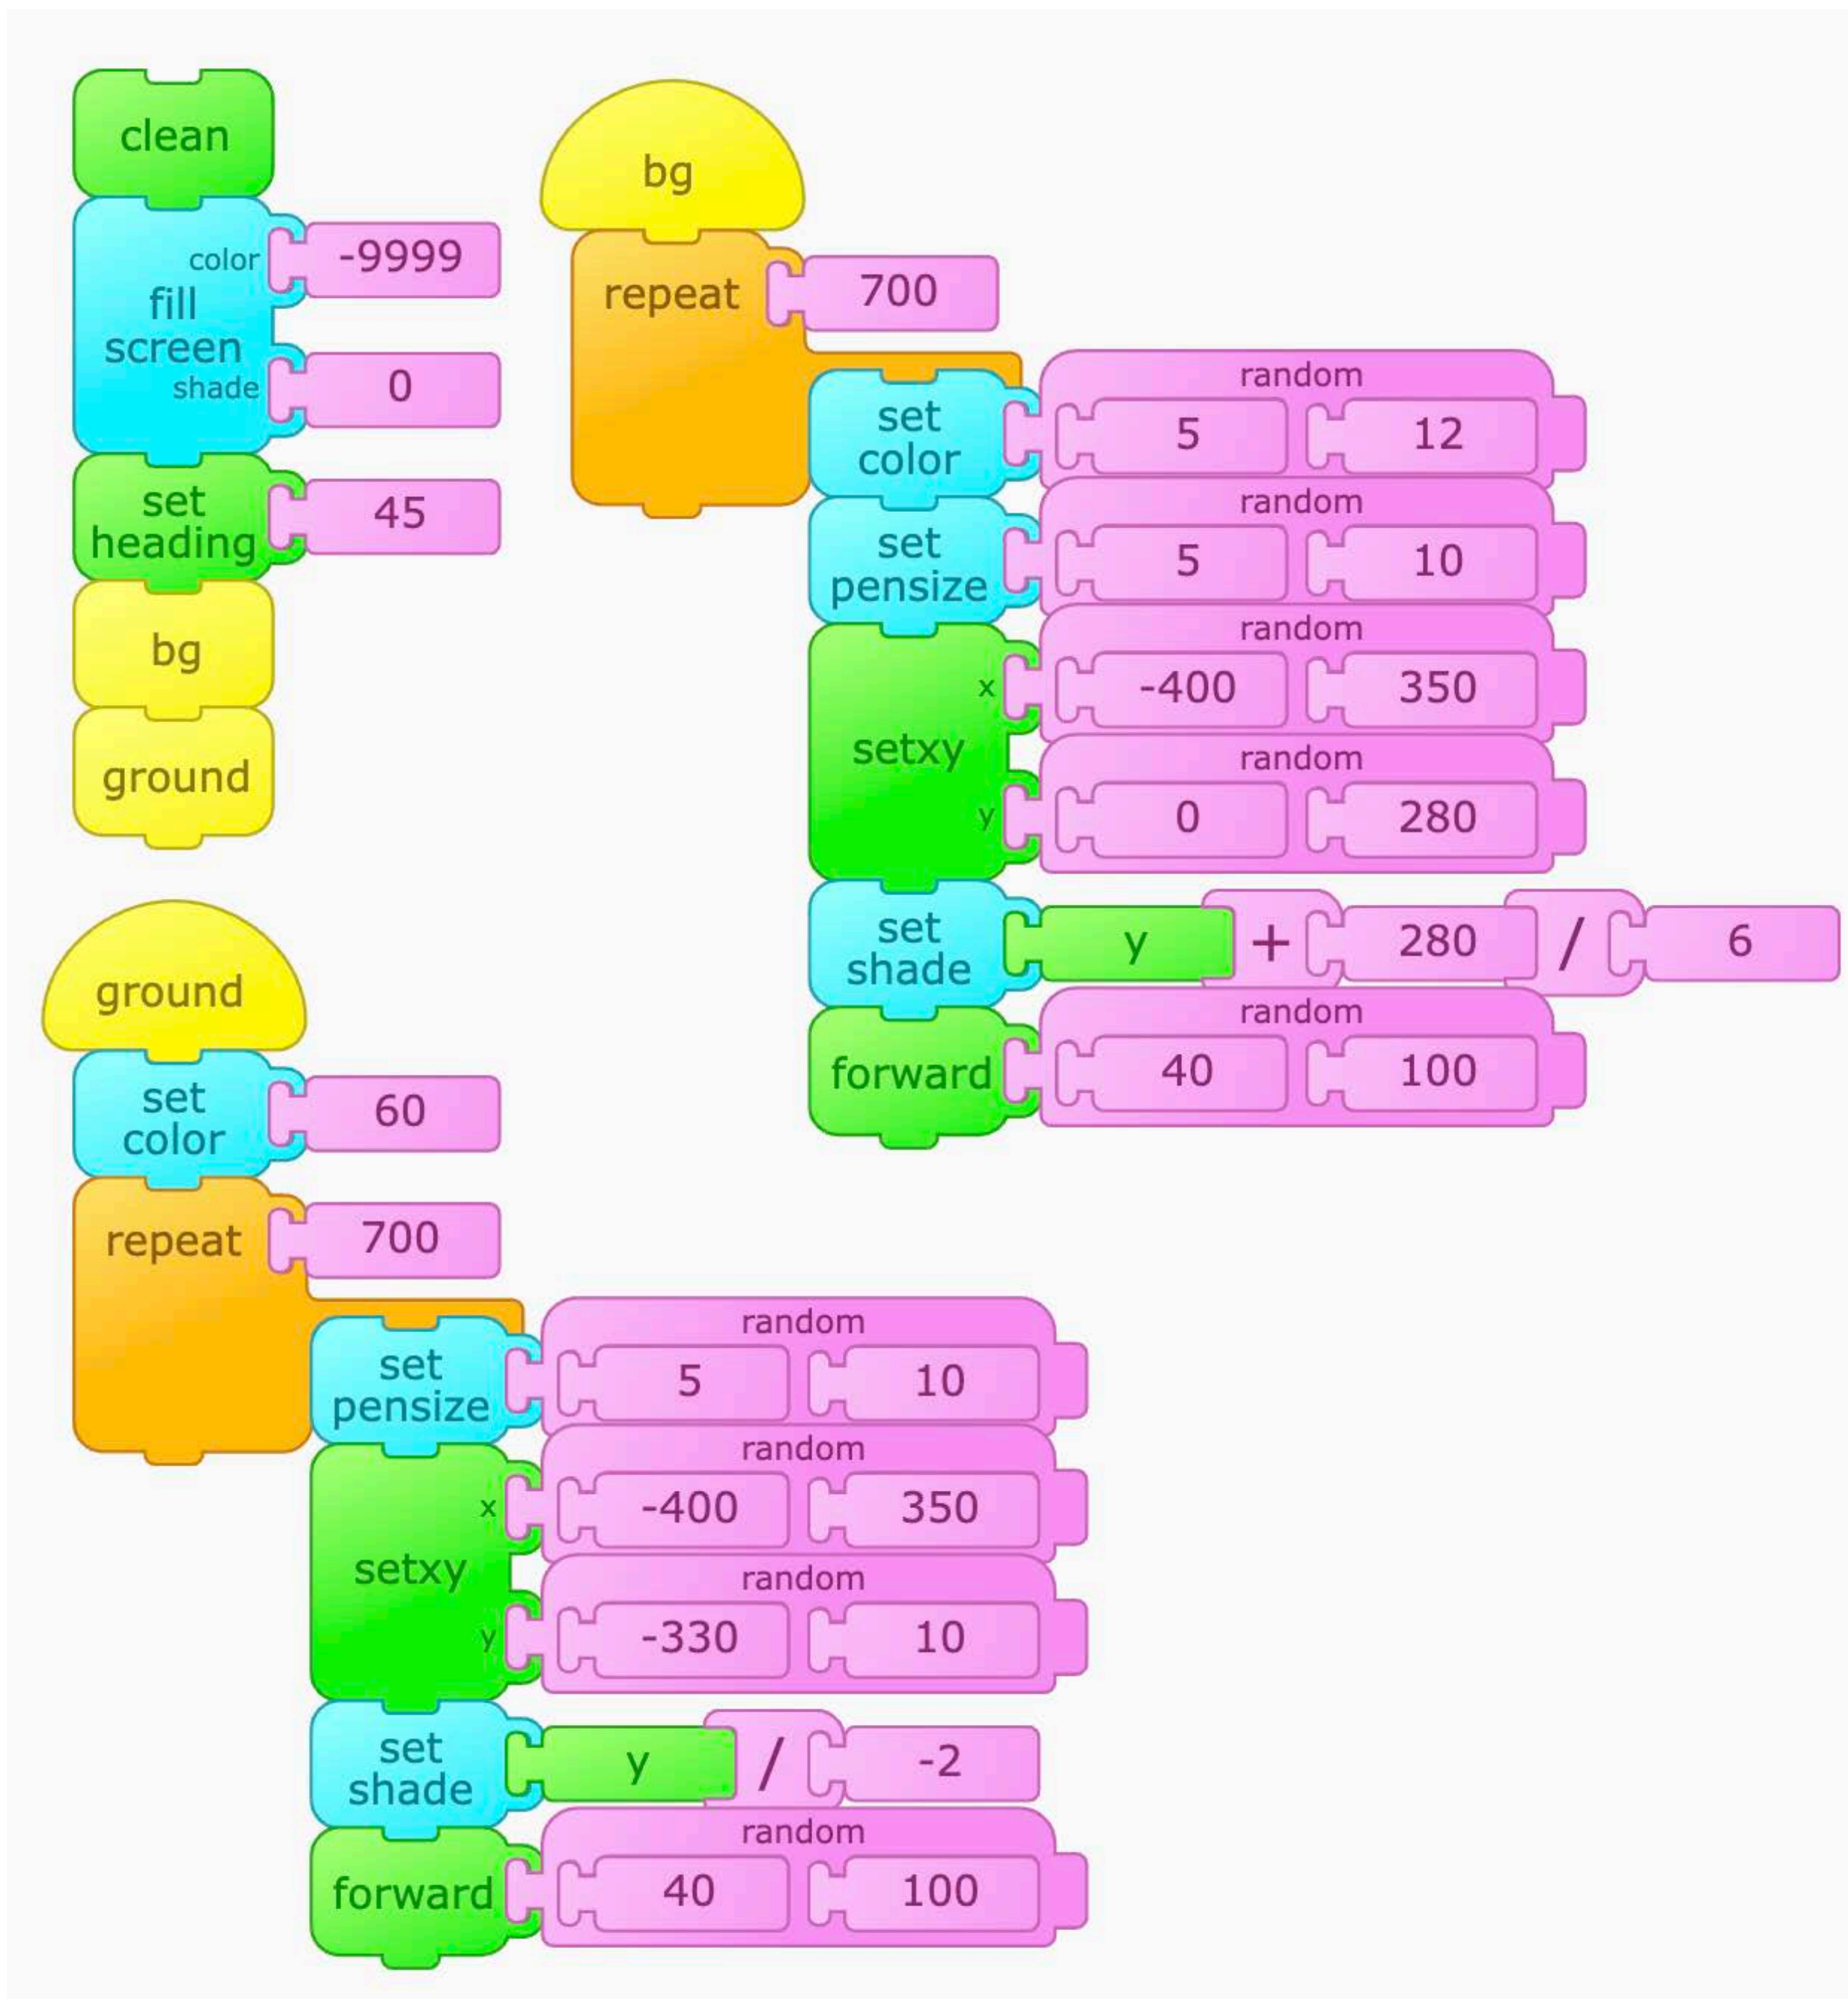 clean
color -9999
fill
screen
shade 0
set
heading 45
bg
ground
bg
repeat 700
random
set
color 5 12
random
set
pensize 5 10
random
x -400 350
setxy
random
y 0 280
set
shade y + 280 / 6
random
forward 40 100
ground
set
color 60
repeat 700
random
set
pensize 5 10
random
x -400 350
setxy
random
y -330 10
set
shade y / -2
random
forward 40 100